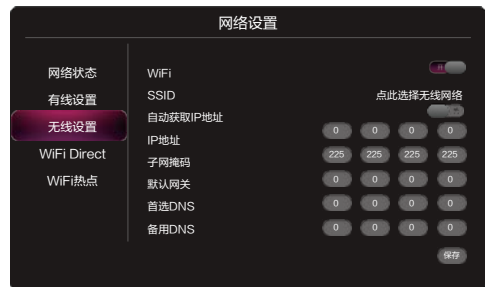 网络设置
网络状态
有线设置
无线设置
WiFi Direct
WiFi热点
WiFi 开
SSID 点此选择无线网络
自动获取IP地址
IP地址 0 0 0 0
子网掩码 225 225 225 225
默认网关 0 0 0 0
首选DNS 0 0 0 0
备用DNS 0 0 0 0
保存